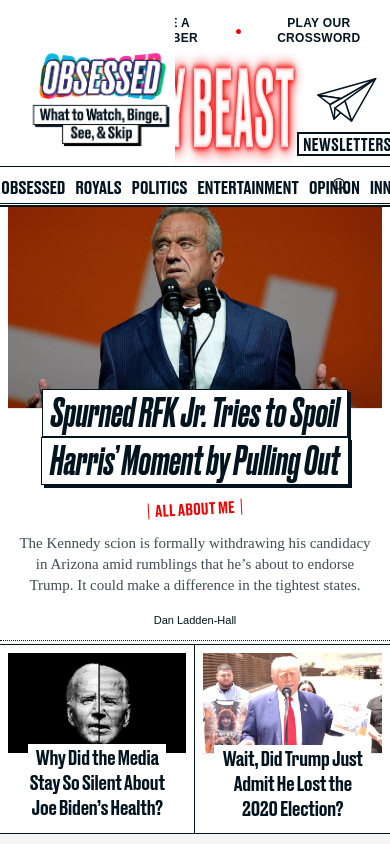 E A
BER
PLAY OUR
CROSSWORD
OBSESSED
What to Watch, Binge,
See, & Skip
Y BEAST
NEWSLETTERS
OBSESSED ROYALS POLITICS ENTERTAINMENT OPINION INN
Spurned RFK Jr. Tries to Spoil
Harris’ Moment by Pulling Out
ALL ABOUT ME
The Kennedy scion is formally withdrawing his candidacy
in Arizona amid rumblings that he’s about to endorse
Trump. It could make a difference in the tightest states.
Dan Ladden-Hall
Why Did the Media
Stay So Silent About
Joe Biden’s Health?
Wait, Did Trump Just
Admit He Lost the
2020 Election?